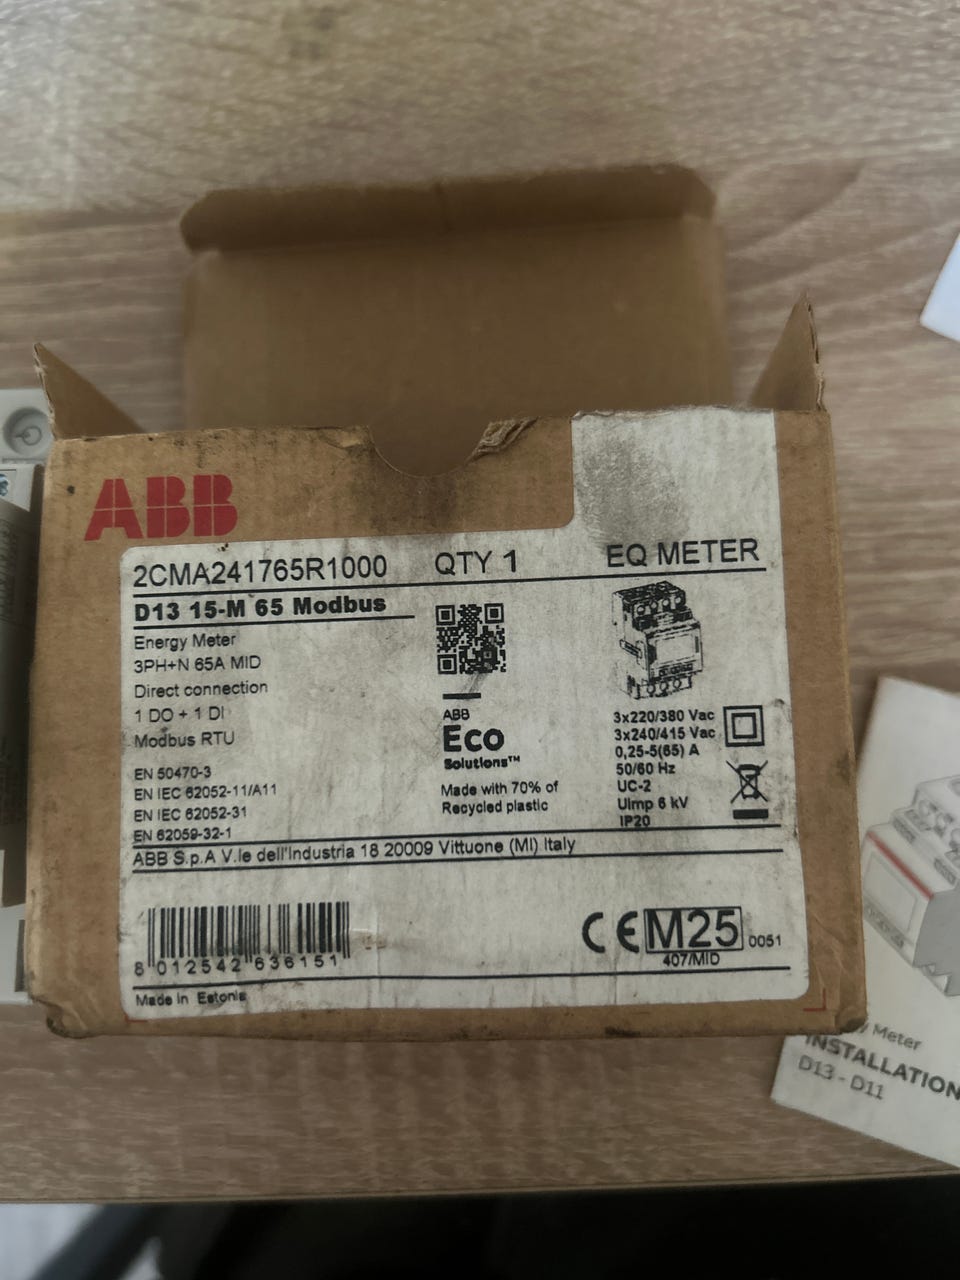 ABB
2CMA241765R1000 QTY 1 EQ METER
D13 15-M 65 Modbus
Energy Meter
3PH+N 65A MID
Direct connection
1 DO + 1 DI
Modbus RTU
EN 50470-3
EN IEC 62052-11/A11
EN IEC 62052-31
EN 62059-32-1
ABB
Eco
Solutions™
Made with 70% of
Recycled plastic
3x220/380 Vac
3x240/415 Vac
0,25-5(65) A
50/60 Hz
UC-2
Uimp 6 kV
IP20
ABB S.p.A V.le dell'Industria 18 20009 Vittuone (MI) Italy
8 012542 636151
CE M25 0051
407/MID
Made in Estonia
Meter
INSTALLATION
D13 - D11